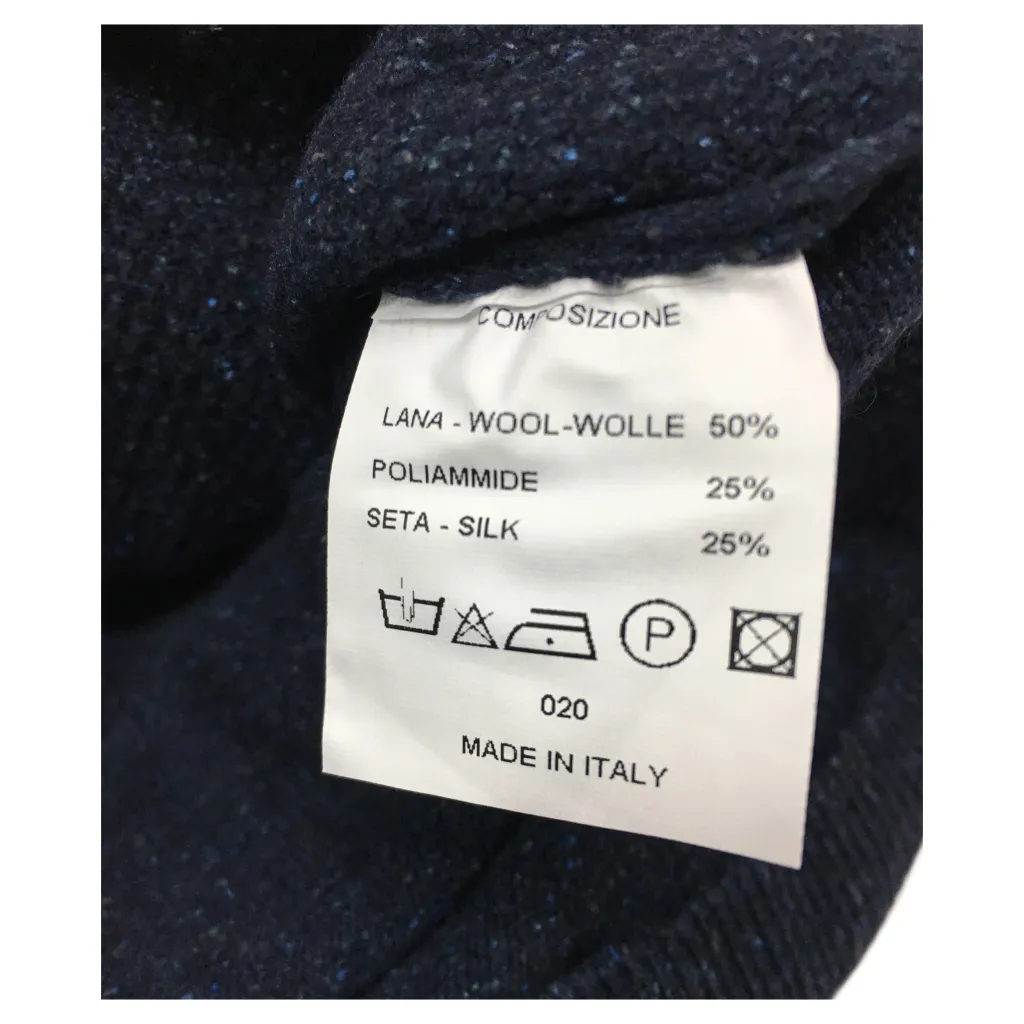 COMPOSIZIONE
LANA - WOOL-WOLLE 50%
POLIAMMIDE 25%
SETA - SILK 25%
P
020
MADE IN ITALY